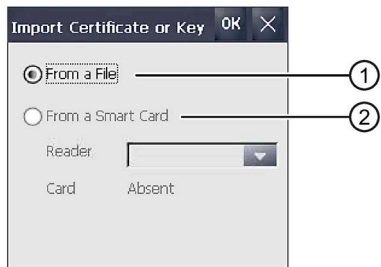 Import Certificate or Key OK
From a File
1
From a Smart Card
2
Reader
Card Absent